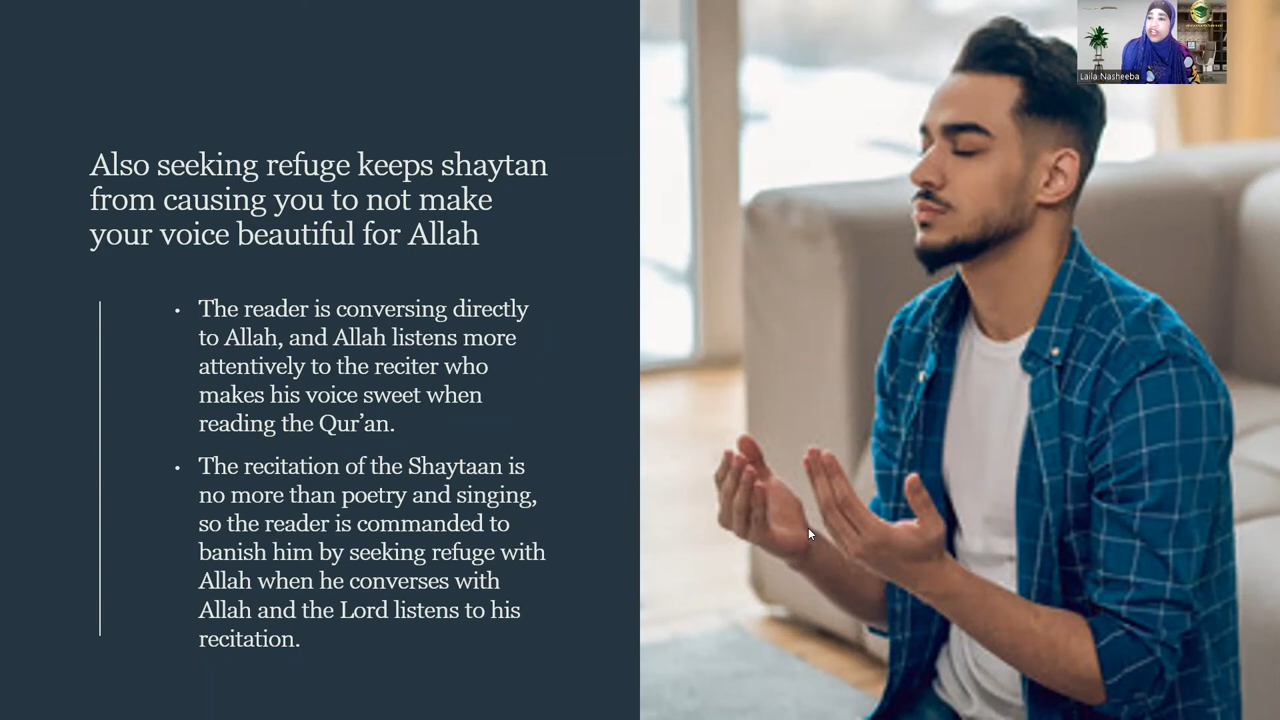 Also seeking refuge keeps shaytan
from causing you to not make
your voice beautiful for Allah
• The reader is conversing directly
to Allah, and Allah listens more
attentively to the reciter who
makes his voice sweet when
reading the Qur’an.
• The recitation of the Shaytaan is
no more than poetry and singing,
so the reader is commanded to
banish him by seeking refuge with
Allah when he converses with
Allah and the Lord listens to his
recitation.
Laila Nasheeba